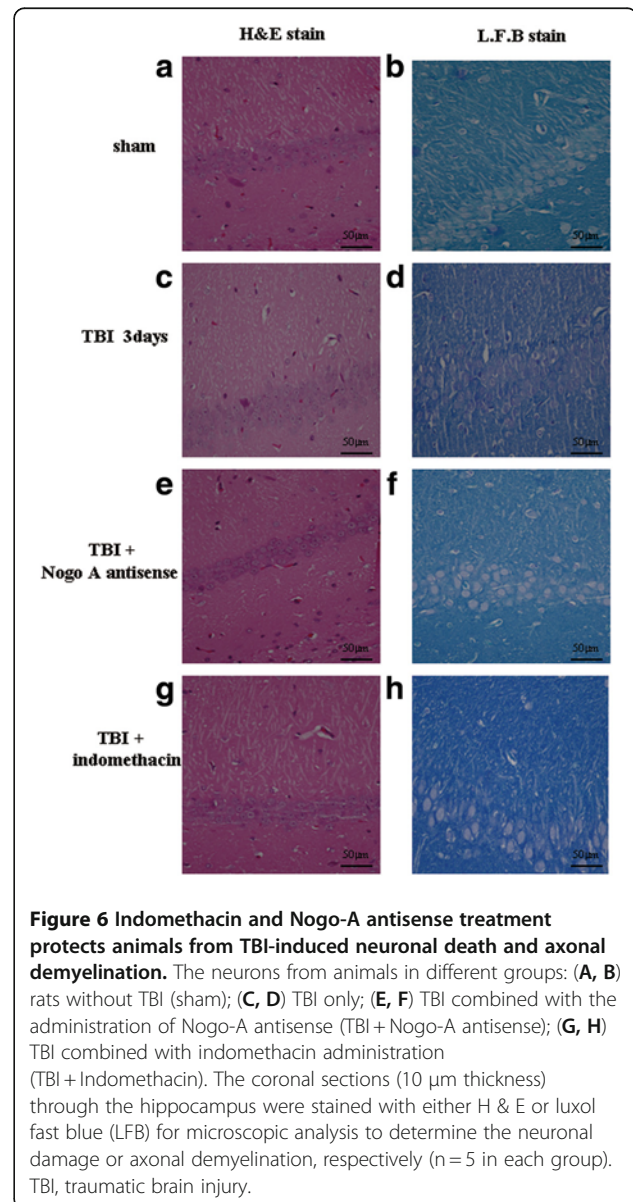 H&E stain L.F.B stain
a b
sham
50μm 50μm
c d
TBI 3days
50μm 50μm
e f
TBI +
Nogo A antisense
50μm 50μm
g h
TBI +
indomethacin
50μm 50μm
Figure 6 Indomethacin and Nogo-A antisense treatment
protects animals from TBI-induced neuronal death and axonal
demyelination. The neurons from animals in different groups: (A, B)
rats without TBI (sham); (C, D) TBI only; (E, F) TBI combined with the
administration of Nogo-A antisense (TBI + Nogo-A antisense); (G, H)
TBI combined with indomethacin administration
(TBI + Indomethacin). The coronal sections (10 μm thickness)
through the hippocampus were stained with either H & E or luxol
fast blue (LFB) for microscopic analysis to determine the neuronal
damage or axonal demyelination, respectively (n = 5 in each group).
TBI, traumatic brain injury.